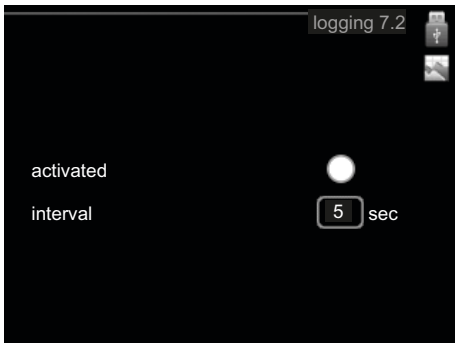 logging 7.2
activated
interval 5 sec